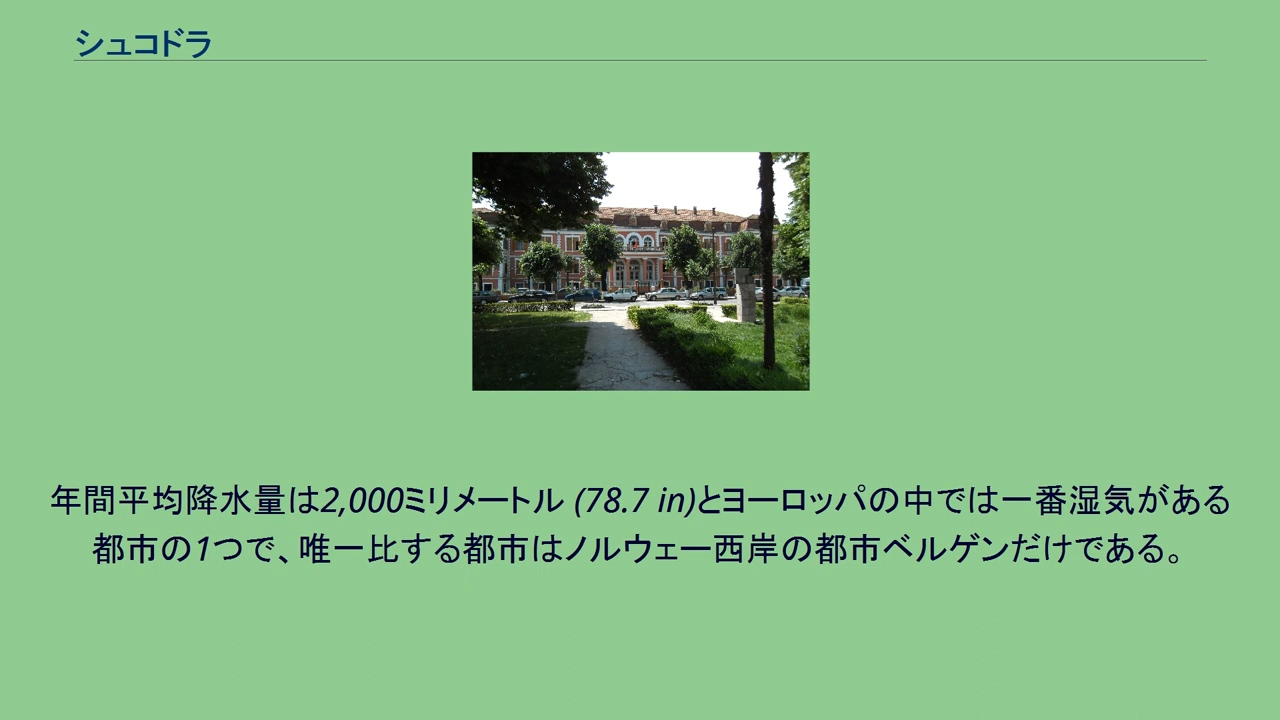 シュコドラ
年間平均降水量は2,000ミリメートル (78.7 in)とヨーロッパの中では一番湿気がある
都市の1つで、唯一比する都市はノルウェー西岸の都市ベルゲンだけである。